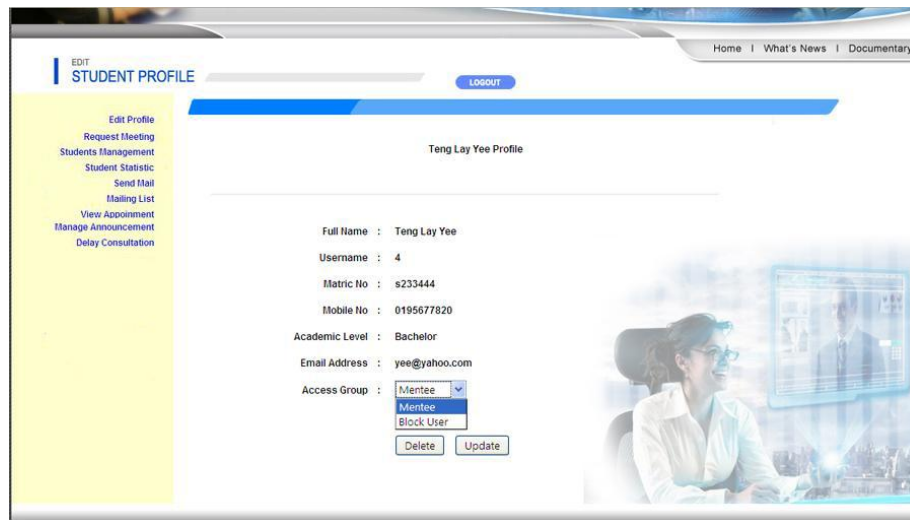 Home I What's News I Documentary
EDIT
STUDENT PROFILE
LOGOUT
Edit Profile
Request Meeting
Students Management
Student Statistic
Send Mail
Mailing List
View Appoinment
Manage Announcement
Delay Consultation
Teng Lay Yee Profile
Full Name : Teng Lay Yee
Username : 4
Matric No : s233444
Mobile No : 0195677820
Academic Level : Bachelor
Email Address : yee@yahoo.com
Access Group : Mentee
Mentee
Block User
Delete Update